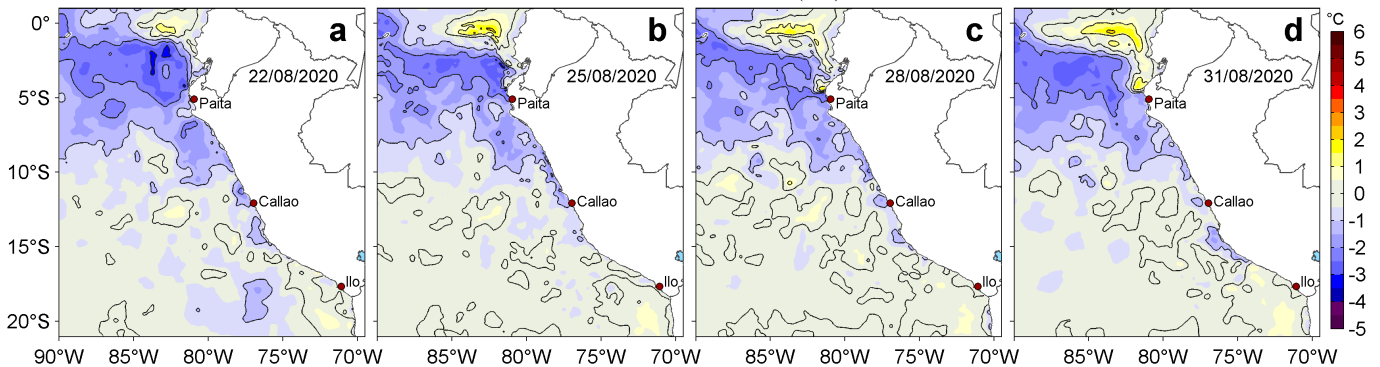 a b c d °C
22/08/2020 25/08/2020 28/08/2020 31/08/2020
0° 5°S 10°S 15°S 20°S
Paita Callao Ilo
Paita Callao Ilo
Paita Callao Ilo
Paita Callao Ilo
90°W 85°W 80°W 75°W 70°W
85°W 80°W 75°W 70°W
85°W 80°W 75°W 70°W
85°W 80°W 75°W 70°W
6
5
4
3
2
1
0
-1
-2
-3
-4
-5